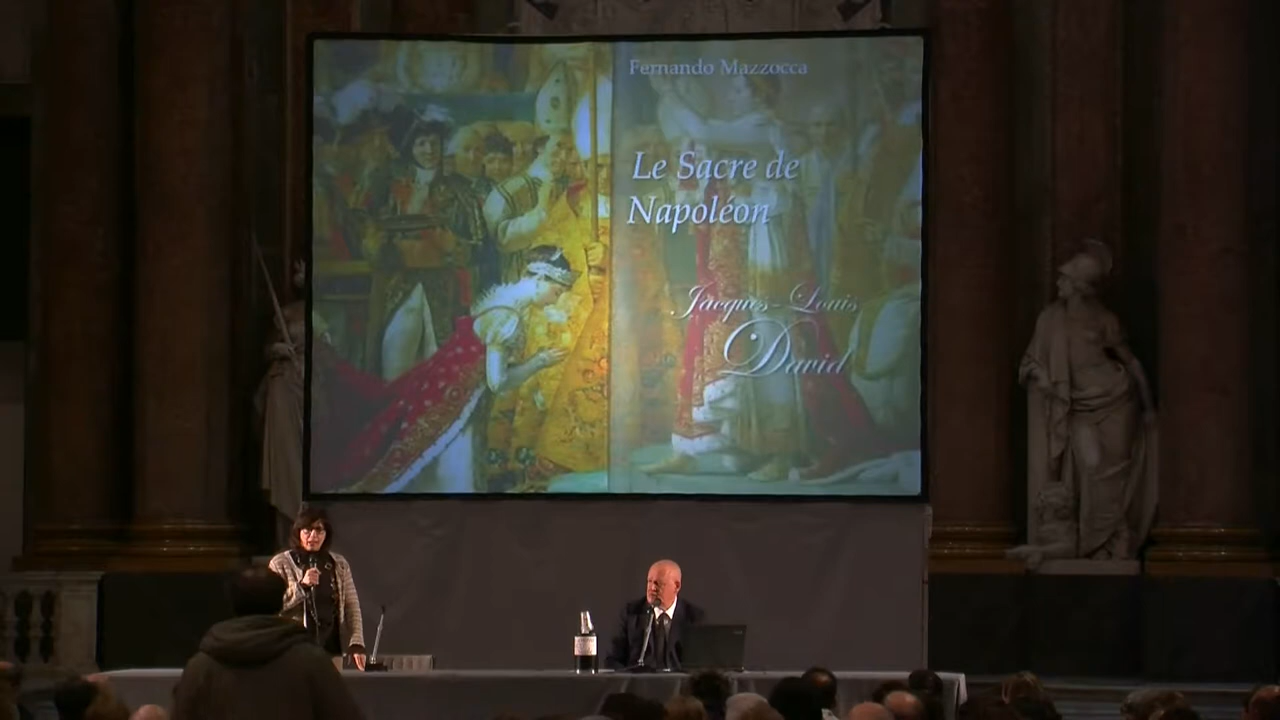 Fernando Mazzocca
Le Sacre de
Napoléon
Jacques-Louis
David